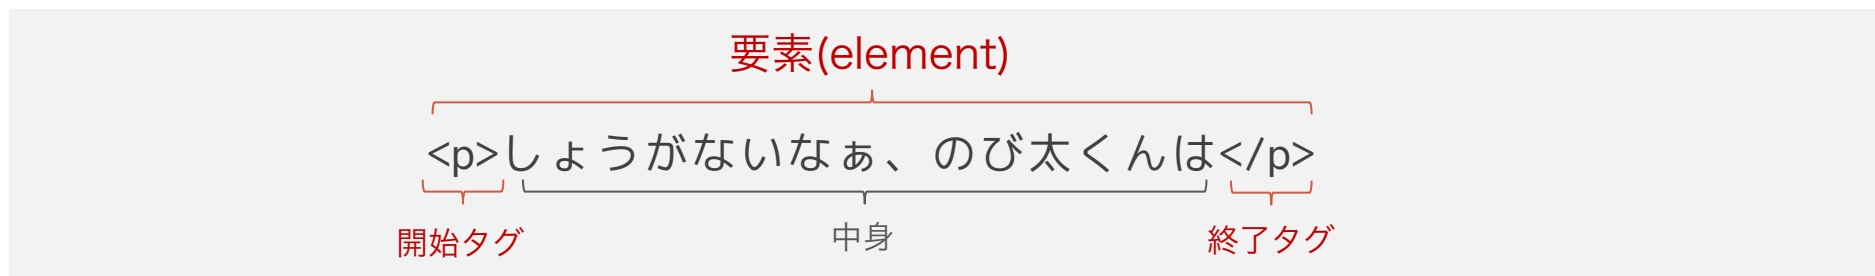 要素(element)
<p>しょうがないなぁ、のび太くんは</p>
開始タグ 中身 終了タグ